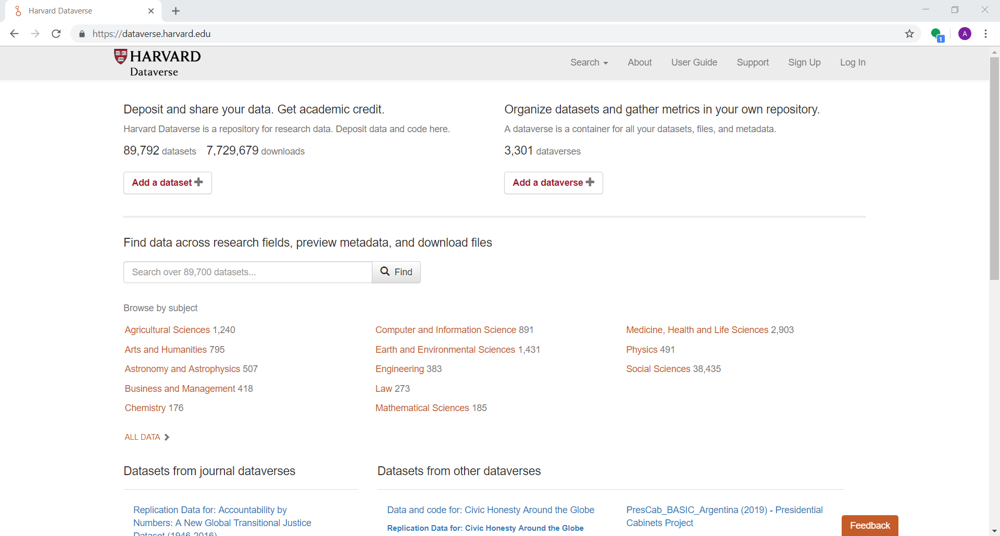 Harvard Dataverse
https://dataverse.harvard.edu
1
A
HARVARD
Dataverse
Search About User Guide Support Sign Up Log In
Deposit and share your data. Get academic credit.
Harvard Dataverse is a repository for research data. Deposit data and code here.
89,792 datasets 7,729,679 downloads
Add a dataset
Organize datasets and gather metrics in your own repository.
A dataverse is a container for all your datasets, files, and metadata.
3,301 dataverses
Add a dataverse
Find data across research fields, preview metadata, and download files
Search over 89,700 datasets...
Find
Browse by subject
Agricultural Sciences 1,240
Arts and Humanities 795
Astronomy and Astrophysics 507
Business and Management 418
Chemistry 176
Computer and Information Science 891
Earth and Environmental Sciences 1,431
Engineering 383
Law 273
Mathematical Sciences 185
Medicine, Health and Life Sciences 2,903
Physics 491
Social Sciences 38,435
ALL DATA
Datasets from journal dataverses
Replication Data for: Accountability by
Numbers: A New Global Transitional Justice
Dataset (1946-2016)
Datasets from other dataverses
Data and code for: Civic Honesty Around the Globe
Replication Data for: Civic Honesty Around the Globe
PresCab_BASIC_Argentina (2019) - Presidential
Cabinets Project
Feedback